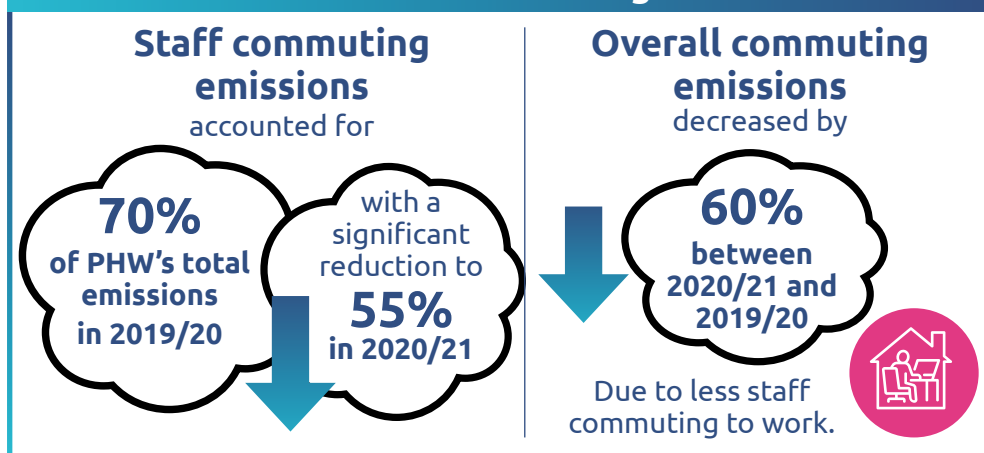 Staff commuting
emissions
accounted for
70%
of PHW's total
emissions
in 2019/20
with a
significant
reduction to
55%
in 2020/21
Overall commuting
emissions
decreased by
60%
between
2020/21 and
2019/20
Due to less staff
commuting to work.